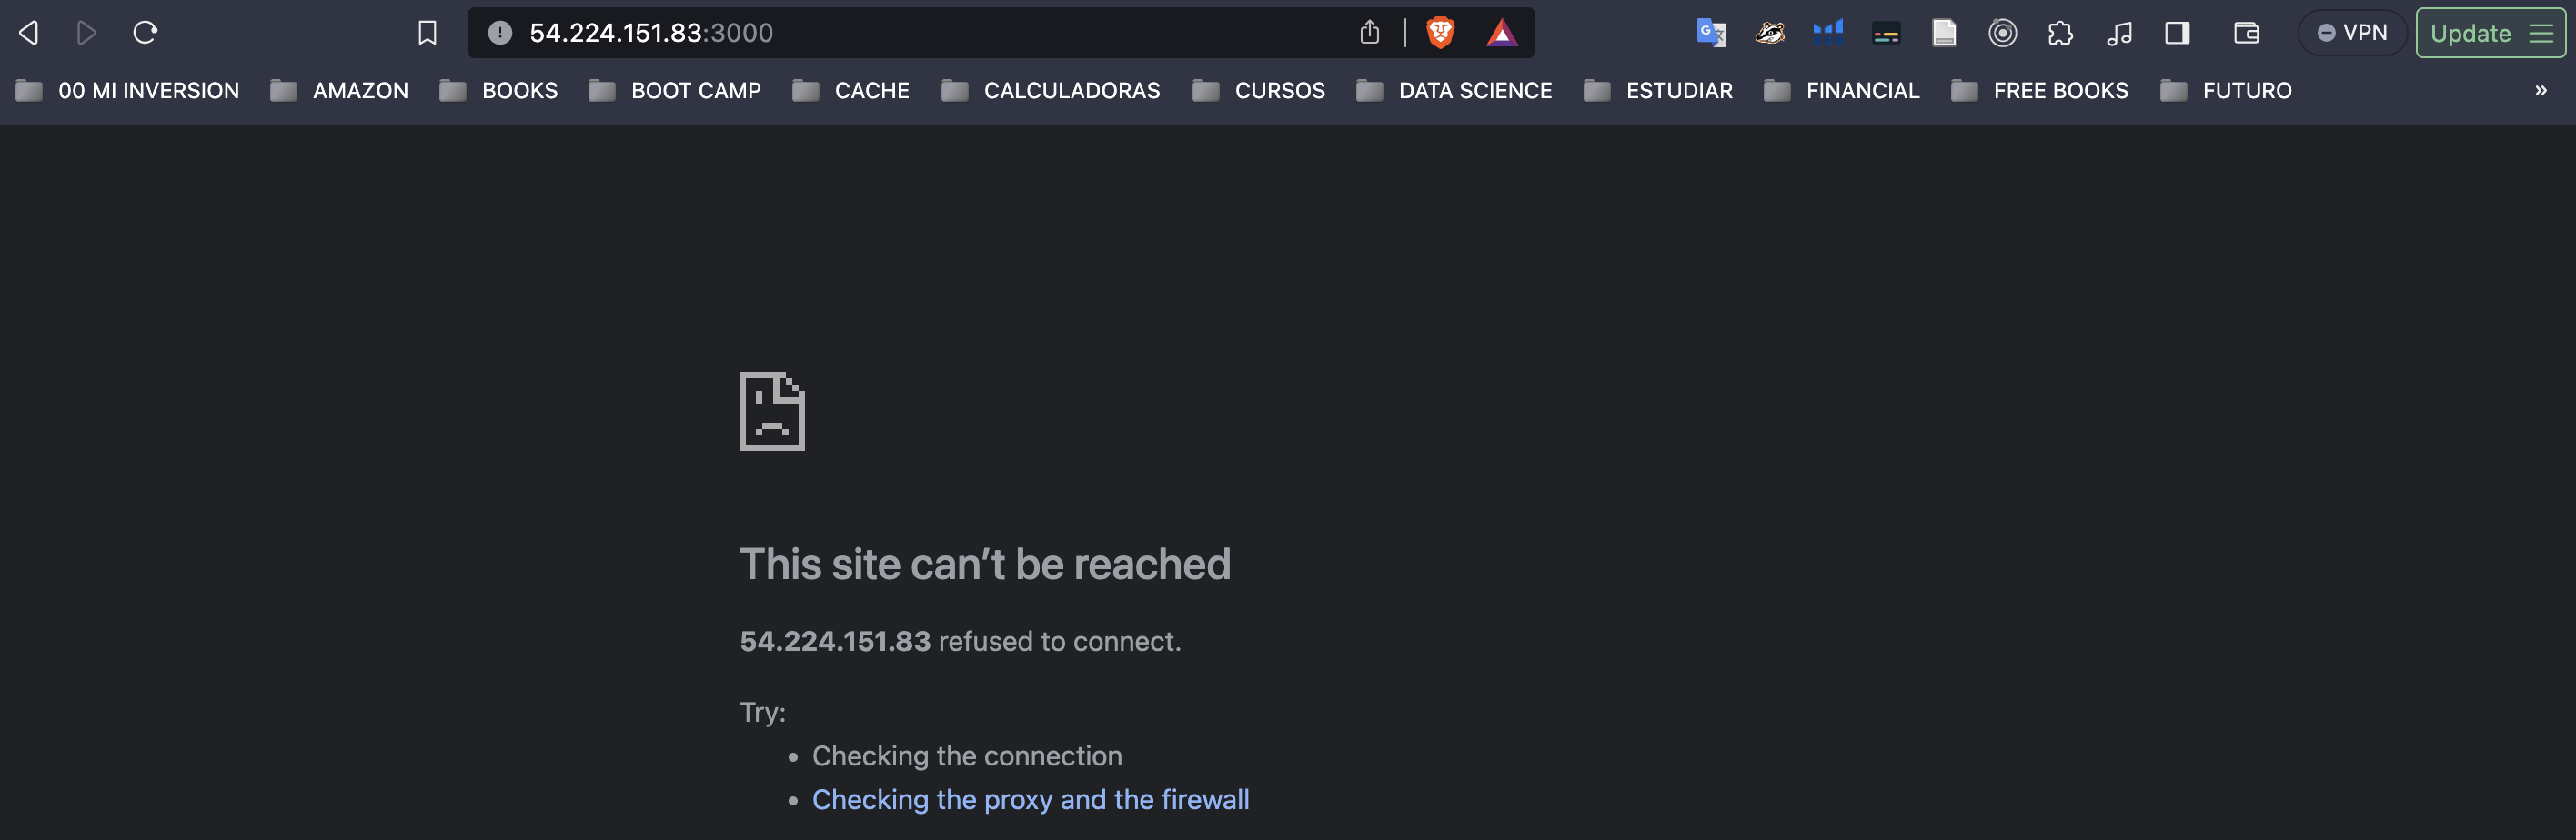 54.224.151.83:3000
VPN
Update
00 MI INVERSION
AMAZON
BOOKS
BOOT CAMP
CACHE
CALCULADORAS
CURSOS
DATA SCIENCE
ESTUDIAR
FINANCIAL
FREE BOOKS
FUTURO
»
This site can’t be reached
54.224.151.83 refused to connect.
Try:
• Checking the connection
• Checking the proxy and the firewall